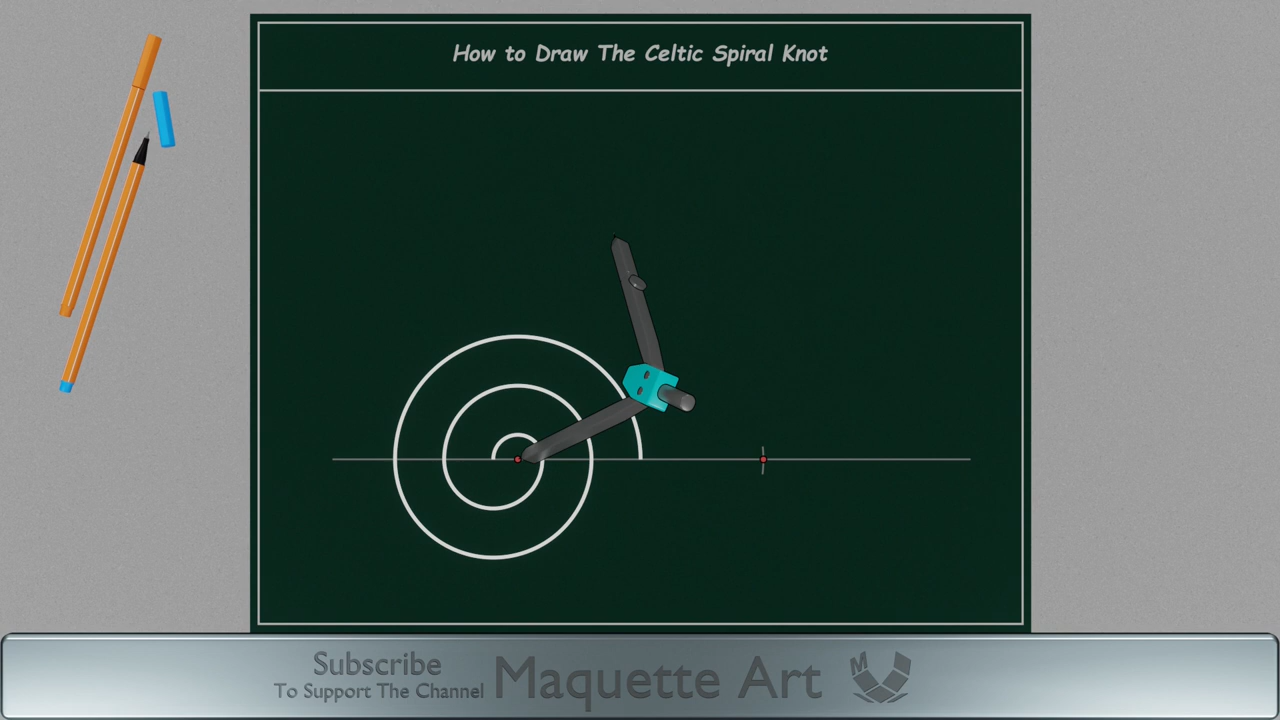 How to Draw The Celtic Spiral Knot
Subscribe
To Support The Channel
Maquette Art
M